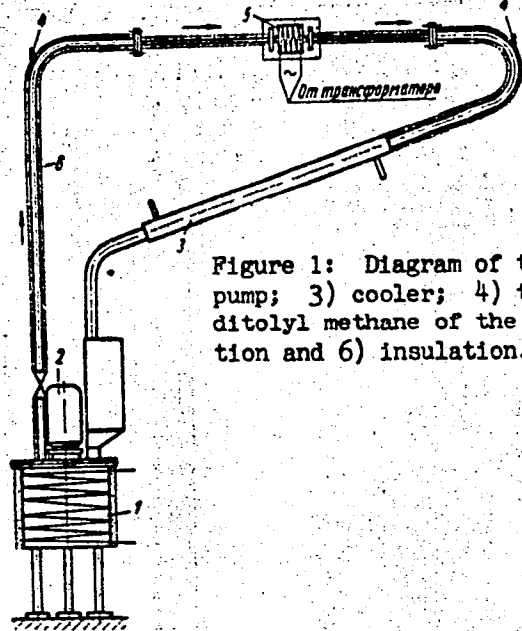 4
5
4
От трансформатора
6
3
Figure 1: Diagram of t
pump; 3) cooler; 4) t
ditolyl methane of the
tion and 6) insulation.
2
1